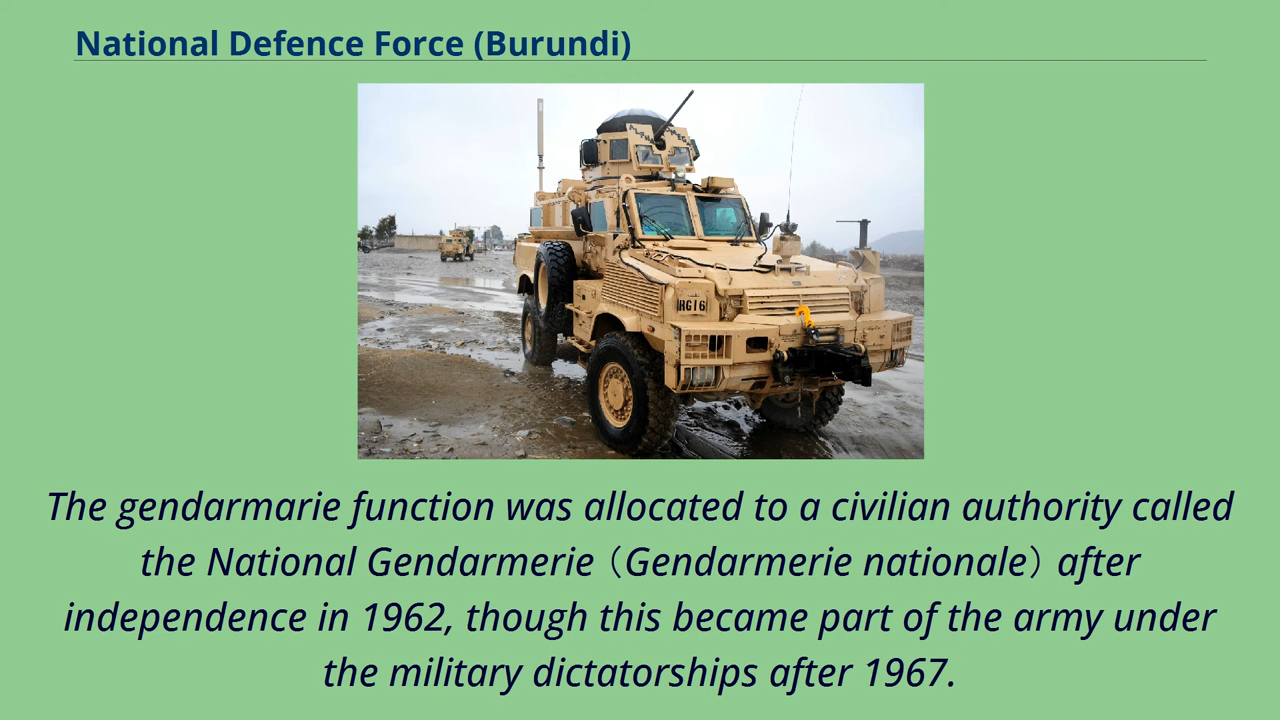 National Defence Force (Burundi)
ALPHA
RG16
The gendarmarie function was allocated to a civilian authority called
the National Gendarmerie (Gendarmerie nationale) after
independence in 1962, though this became part of the army under
the military dictatorships after 1967.